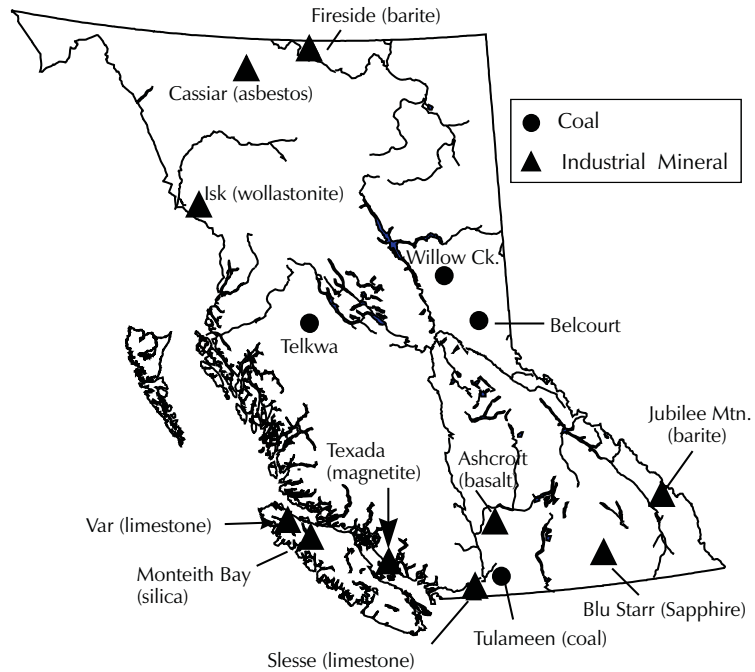 Fireside (barite)
Cassiar (asbestos)
Coal
Industrial Mineral
Isk (wollastonite)
Willow Ck.
Belcourt
Telkwa
Jubilee Mtn.
(barite)
Texada
(magnetite)
Ashcroft
(basalt)
Var (limestone)
Monteith Bay
(silica)
Blu Starr (Sapphire)
Tulameen (coal)
Slesse (limestone)